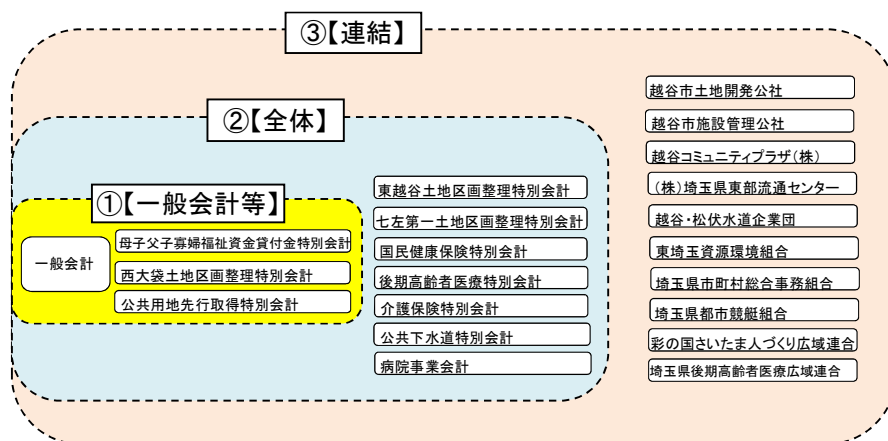 ③【連結】
②【全体】
①【一般会計等】
一般会計
母子父子寡婦福祉資金貸付金特別会計
西大袋土地区画整理特別会計
公共用地先行取得特別会計
東越谷土地区画整理特別会計
七左第一土地区画整理特別会計
国民健康保険特別会計
後期高齢者医療特別会計
介護保険特別会計
公共下水道特別会計
病院事業会計
越谷市土地開発公社
越谷市施設管理公社
越谷コミュニティプラザ(株)
(株)埼玉県東部流通センター
越谷・松伏水道企業団
東埼玉資源環境組合
埼玉県市町村総合事務組合
埼玉県都市競艇組合
彩の国さいたま人づくり広域連合
埼玉県後期高齢者医療広域連合